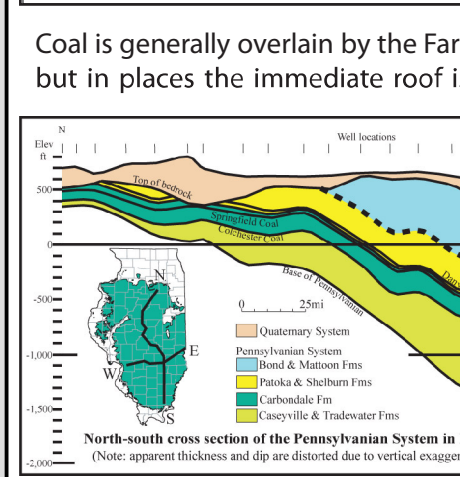 Coal is generally overlain by the Far
but in places the immediate roof i
N
Elev
ft
Well locations
500
0
-500
-1,000
-1,500
-2,000
Top of bedrock
Springfield Coal
Colchester Coal
Base of Pennsylvanian
Dan
N
E
W
S
0 25mi
Quaternary System
Pennsylvanian System
Bond & Mattoon Fms
Patoka & Shelburn Fms
Carbondale Fm
Caseyville & Tradewater Fms
North-south cross section of the Pennsylvanian System in
(Note: apparent thickness and dip are distorted due to vertical exagger